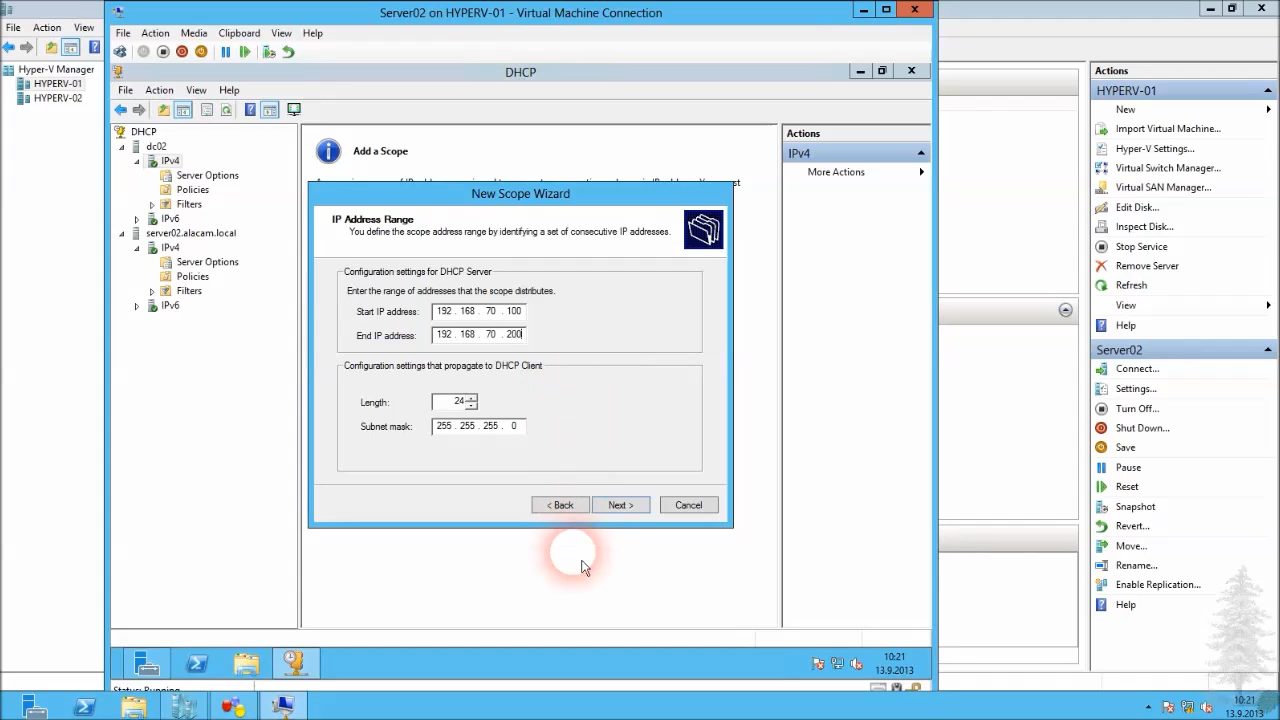 Server02 on HYPERV-01 - Virtual Machine Connection
File Action View
File Action Media Clipboard View Help
DHCP
File Action View Help
Hyper-V Manager
HYPERV-01
HYPERV-02
DHCP
dc02
IPv4
Server Options
Policies
Filters
IPv6
server02.alacam.local
IPv4
Server Options
Policies
Filters
IPv6
Add a Scope
New Scope Wizard
IP Address Range
You define the scope address range by identifying a set of consecutive IP addresses.
Configuration settings for DHCP Server
Enter the range of addresses that the scope distributes.
Start IP address: 192 . 168 . 70 . 100
End IP address: 192 . 168 . 70 . 200
Configuration settings that propagate to DHCP Client
Length: 24
Subnet mask: 255 . 255 . 255 . 0
< Back Next > Cancel
Actions
IPv4
More Actions
10:21
13.9.2013
Status: Running
Actions
HYPERV-01
New
Import Virtual Machine...
Hyper-V Settings...
Virtual Switch Manager...
Virtual SAN Manager...
Edit Disk...
Inspect Disk...
Stop Service
Remove Server
Refresh
View
Help
Server02
Connect...
Settings...
Turn Off...
Shut Down...
Save
Pause
Reset
Snapshot
Revert...
Move...
Rename...
Enable Replication...
Help
10:21
13.9.2013